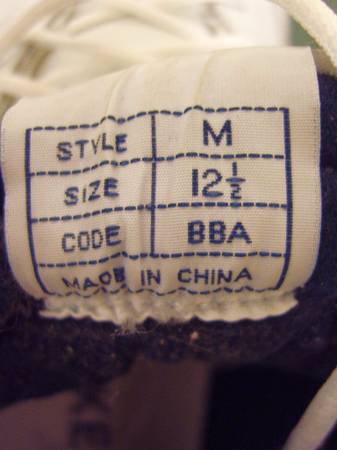 STYLE M
SIZE 12½
CODE BBA
MADE IN CHINA